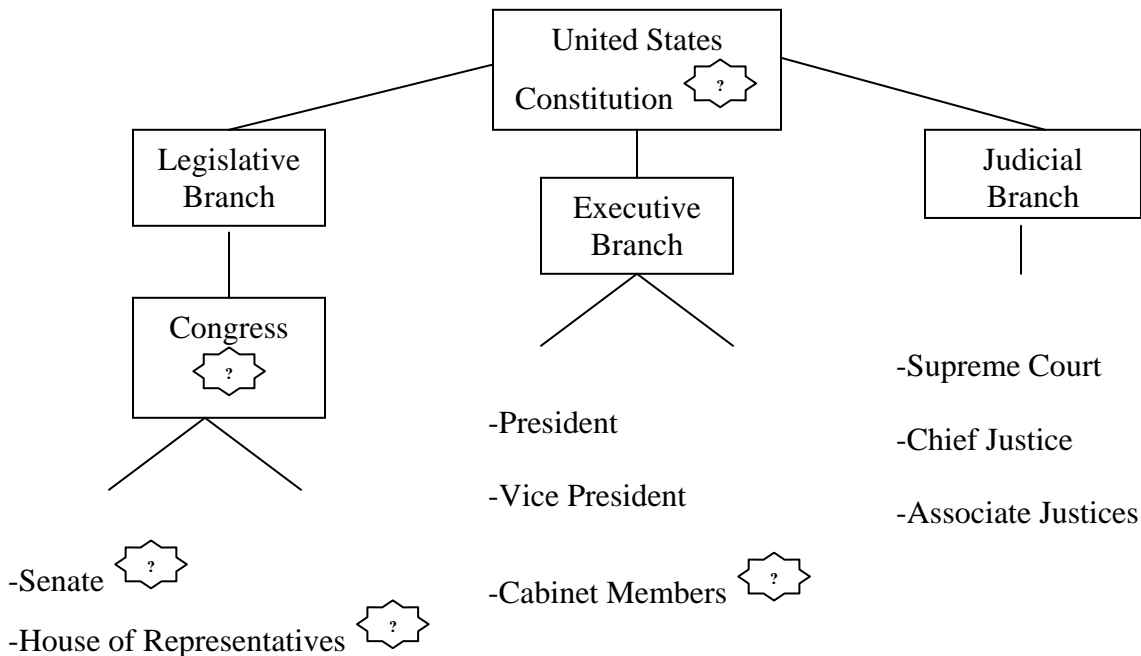 United States
Constitution ?
Legislative
Branch
Executive
Branch
Judicial
Branch
Congress
?
-Senate ?
-House of Representatives ?
-President
-Vice President
-Cabinet Members ?
-Supreme Court
-Chief Justice
-Associate Justices